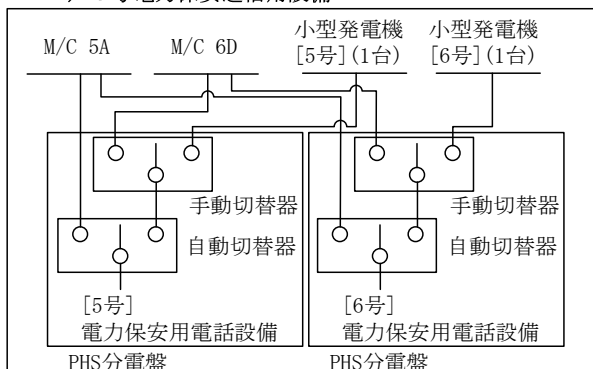 小型発電機 小型発電機
M/C 5A M/C 6D [5号](1台) [6号](1台)
手動切替器 手動切替器
自動切替器 自動切替器
[5号] [6号]
電力保安用電話設備 電力保安用電話設備
PHS分電盤 PHS分電盤